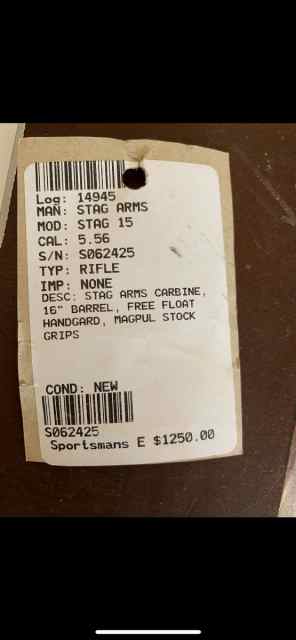 Log: 14945
MAN: STAG ARMS
MOD: STAG 15
CAL: 5.56
S/N: S062425
TYP: RIFLE
IMP: NONE
DESC: STAG ARMS CARBINE,
16" BARREL, FREE FLOAT
HANDGARD, MAGPUL STOCK
GRIPS
COND: NEW
S062425
Sportsmans E $1250.00